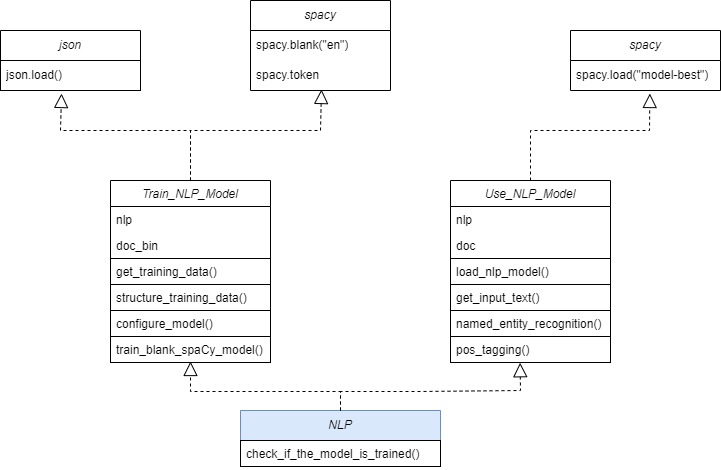 json
json.load()
spacy
spacy.blank("en")
spacy.token
spacy
spacy.load("model-best")
Train_NLP_Model
nlp
doc_bin
get_training_data()
structure_training_data()
configure_model()
train_blank_spaCy_model()
Use_NLP_Model
nlp
doc
load_nlp_model()
get_input_text()
named_entity_recognition()
pos_tagging()
NLP
check_if_the_model_is_trained()